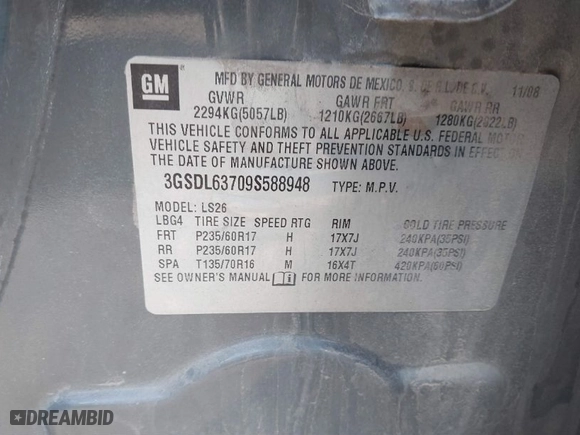 GM
MFD BY GENERAL MOTORS DE MEXICO, S. DE R.L. DE C.V. 11/08
GVWR GAWR FRT GAWR RR
2294KG(5057LB) 1210KG(2667LB) 1280KG(2822LB)
THIS VEHICLE CONFORMS TO ALL APPLICABLE U.S. FEDERAL MOTOR
VEHICLE SAFETY AND THEFT PREVENTION STANDARDS IN EFFECT ON
THE DATE OF MANUFACTURE SHOWN ABOVE.
3GSDL63709S588948 TYPE: M.P.V.
MODEL: LS26
LBG4 TIRE SIZE SPEED RTG RIM COLD TIRE PRESSURE
FRT P235/60R17 H 17X7J 240KPA(35PSI)
RR P235/60R17 H 17X7J 240KPA(35PSI)
SPA T135/70R16 M 16X4T 420KPA(60PSI)
SEE OWNER'S MANUAL FOR MORE INFORMATION.
DREAMBID